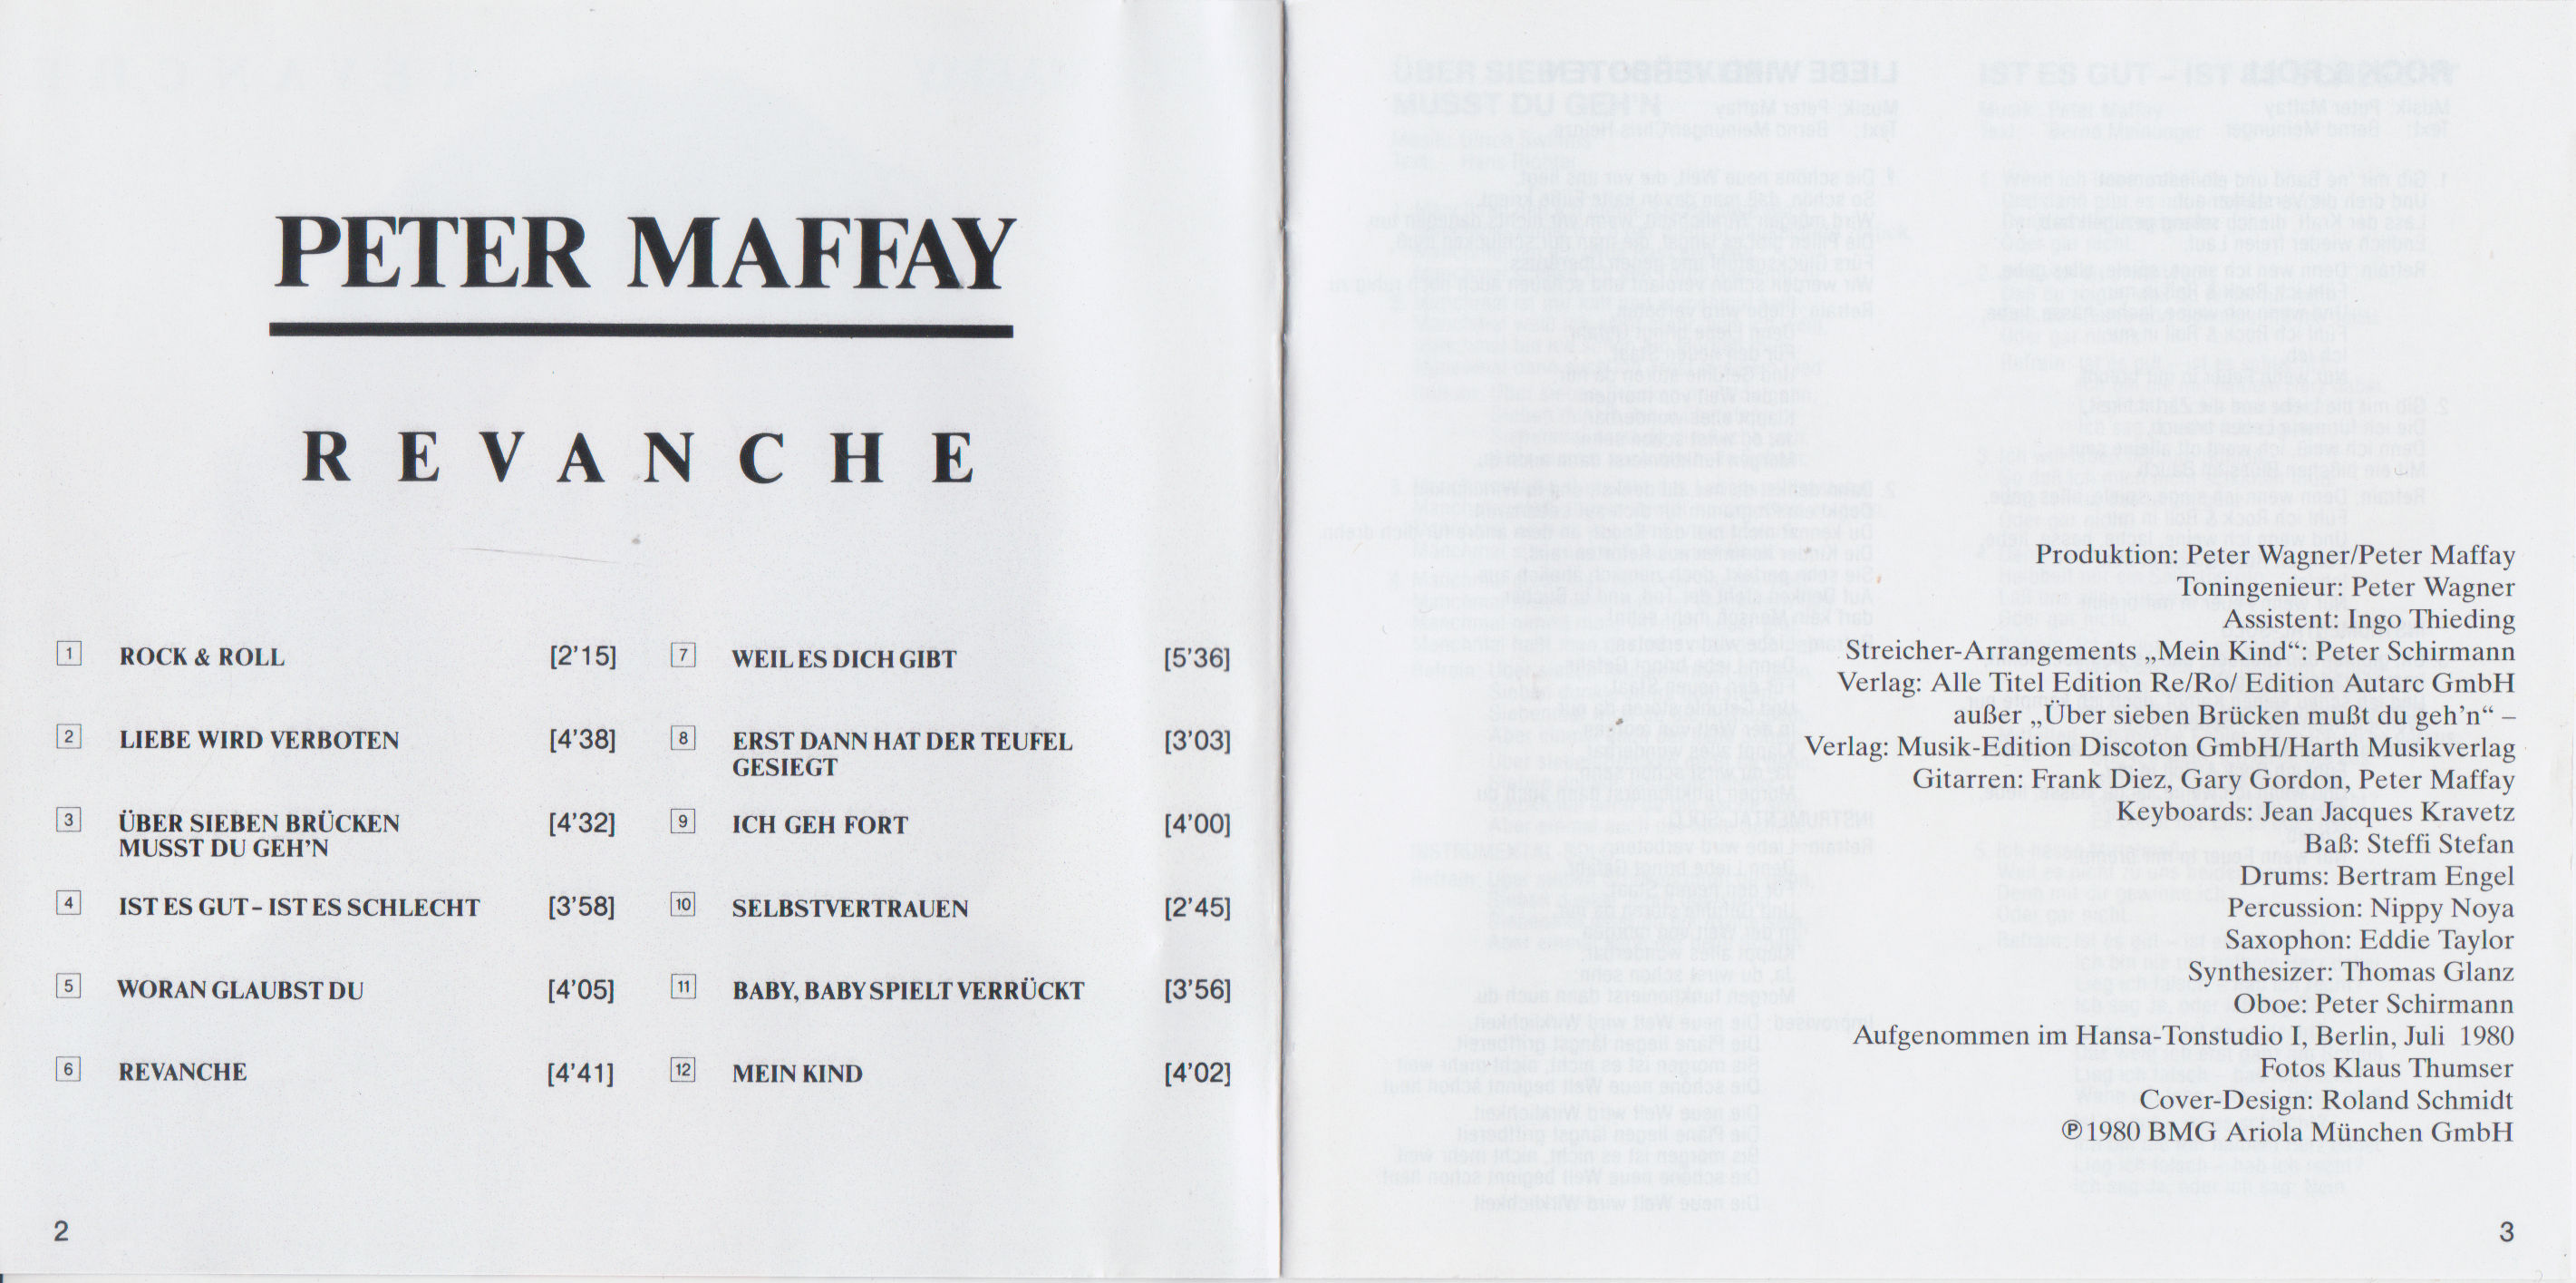 PETER MAFFAY
REVANCHE
1 ROCK & ROLL [2'15]
2 LIEBE WIRD VERBOTEN [4'38]
3 ÜBER SIEBEN BRÜCKEN [4'32]
MUSST DU GEH'N
4 IST ES GUT – IST ES SCHLECHT [3'58]
5 WORAN GLAUBST DU [4'05]
6 REVANCHE [4'41]
7 WEIL ES DICH GIBT [5'36]
8 ERST DANN HAT DER TEUFEL [3'03]
GESIEGT
9 ICH GEH FORT [4'00]
10 SELBSTVERTRAUEN [2'45]
11 BABY, BABY SPIELT VERRÜCKT [3'56]
12 MEIN KIND [4'02]
2
Produktion: Peter Wagner/Peter Maffay
Toningenieur: Peter Wagner
Assistent: Ingo Thieding
Streicher-Arrangements „Mein Kind“: Peter Schirmann
Verlag: Alle Titel Edition Re/Ro/ Edition Autarc GmbH
außer „Über sieben Brücken mußt du geh'n“ –
Verlag: Musik-Edition Discoton GmbH/Harth Musikverlag
Gitarren: Frank Diez, Gary Gordon, Peter Maffay
Keyboards: Jean Jacques Kravetz
Baß: Steffi Stefan
Drums: Bertram Engel
Percussion: Nippy Noya
Saxophon: Eddie Taylor
Synthesizer: Thomas Glanz
Oboe: Peter Schirmann
Aufgenommen im Hansa-Tonstudio I, Berlin, Juli 1980
Fotos Klaus Thumser
Cover-Design: Roland Schmidt
℗1980 BMG Ariola München GmbH
3